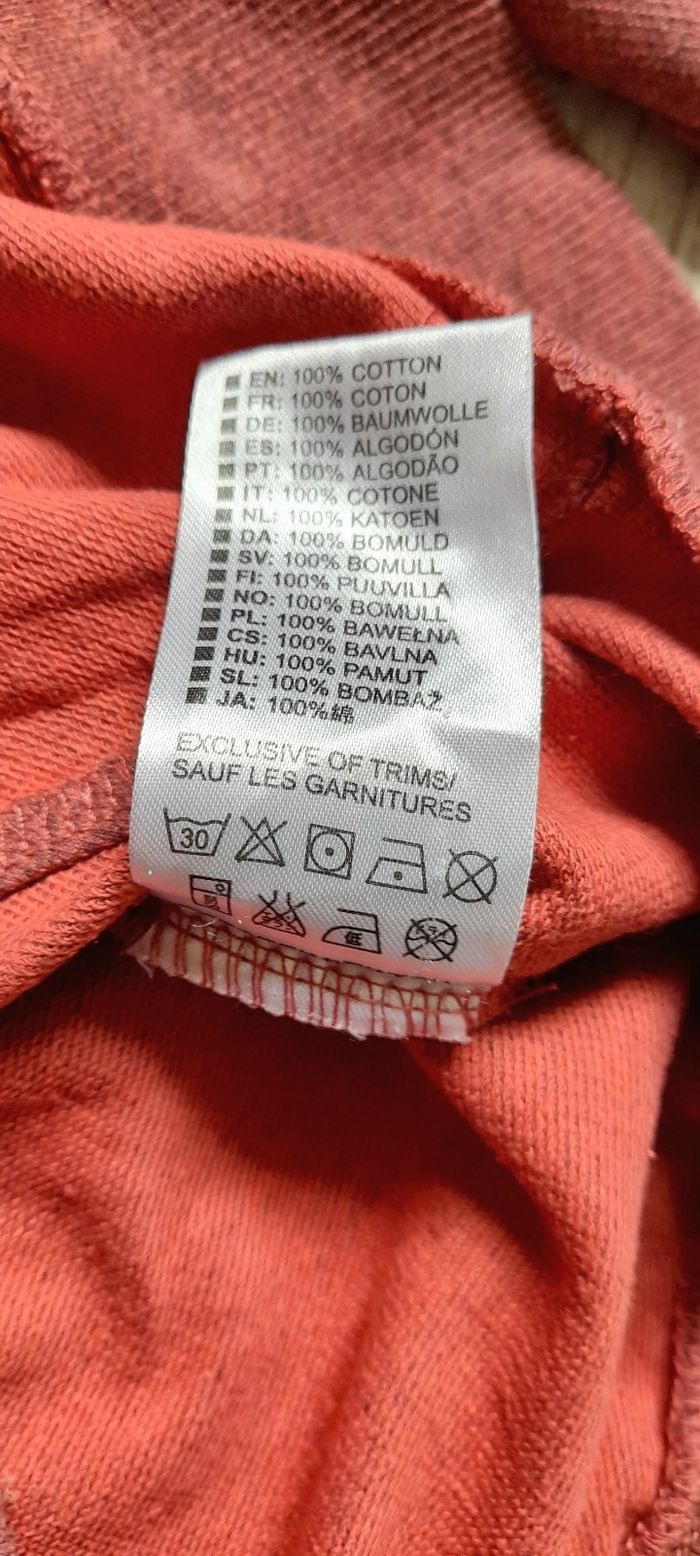 EN: 100% COTTON
FR: 100% COTON
DE: 100% BAUMWOLLE
ES: 100% ALGODÓN
PT: 100% ALGODÃO
IT: 100% COTONE
NL: 100% KATOEN
DA: 100% BOMULD
SV: 100% BOMULL
FI: 100% PUUVILLA
NO: 100% BOMULL
PL: 100% BAWEŁNA
CS: 100% BAVLNA
HU: 100% PAMUT
SL: 100% BOMBAŽ
JA: 100%綿
EXCLUSIVE OF TRIMS/
SAUF LES GARNITURES
30
低